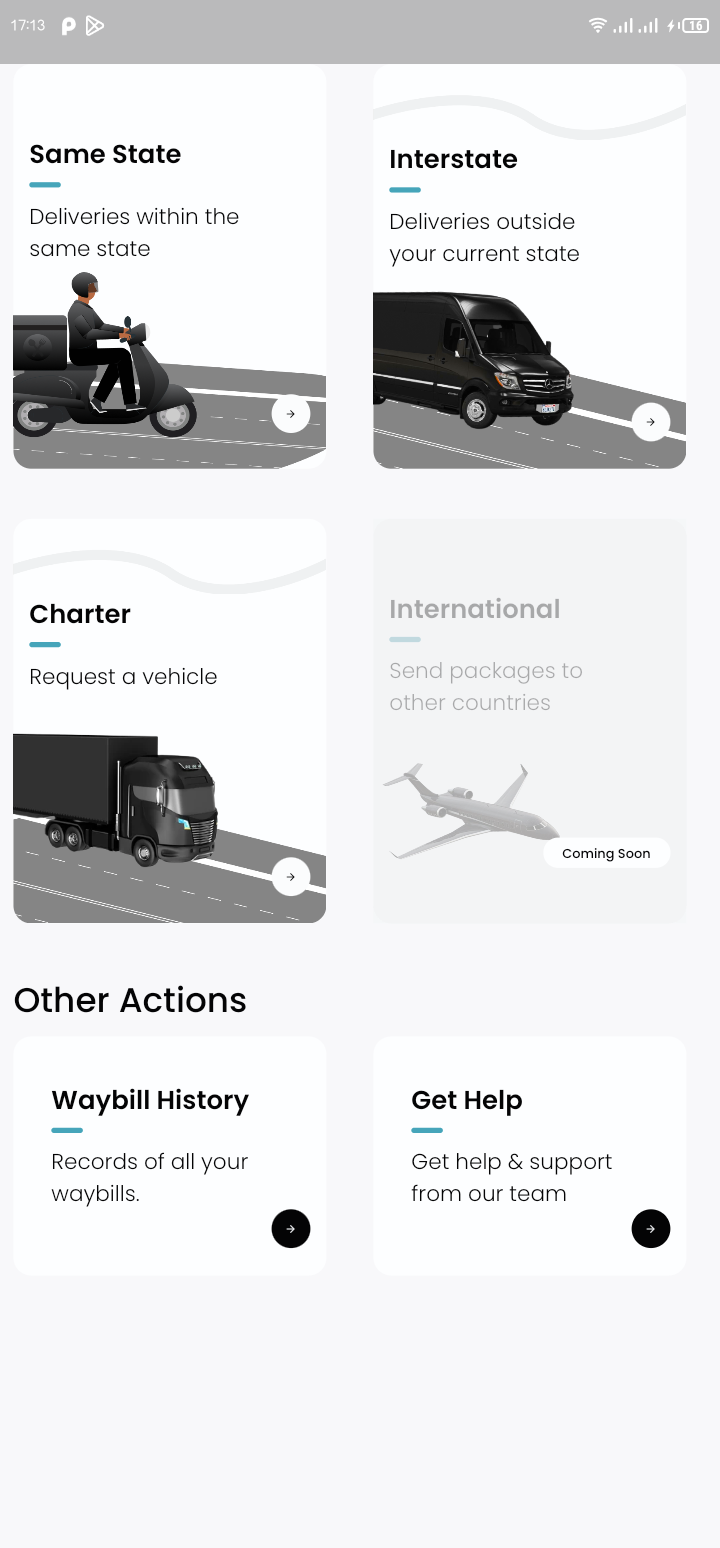 17:13
16
Same State
Deliveries within the
same state
Interstate
Deliveries outside
your current state
Charter
Request a vehicle
International
Send packages to
other countries
Coming Soon
Other Actions
Waybill History
Records of all your
waybills.
Get Help
Get help & support
from our team